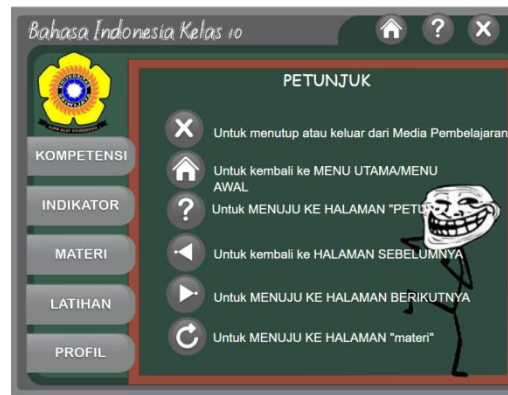 Bahasa Indonesia Kelas 10
?
PETUNJUK
KOMPETENSI
INDIKATOR
MATERI
LATIHAN
PROFIL
Untuk menutup atau keluar dari Media Pembelajaran
Untuk kembali ke MENU UTAMA/MENU
AWAL
?
Untuk MENUJU KE HALAMAN "PETU
Untuk kembali ke HALAMAN SEBELUMNYA
Untuk MENUJU KE HALAMAN BERIKUTNYA
Untuk MENUJU KE HALAMAN "materi"